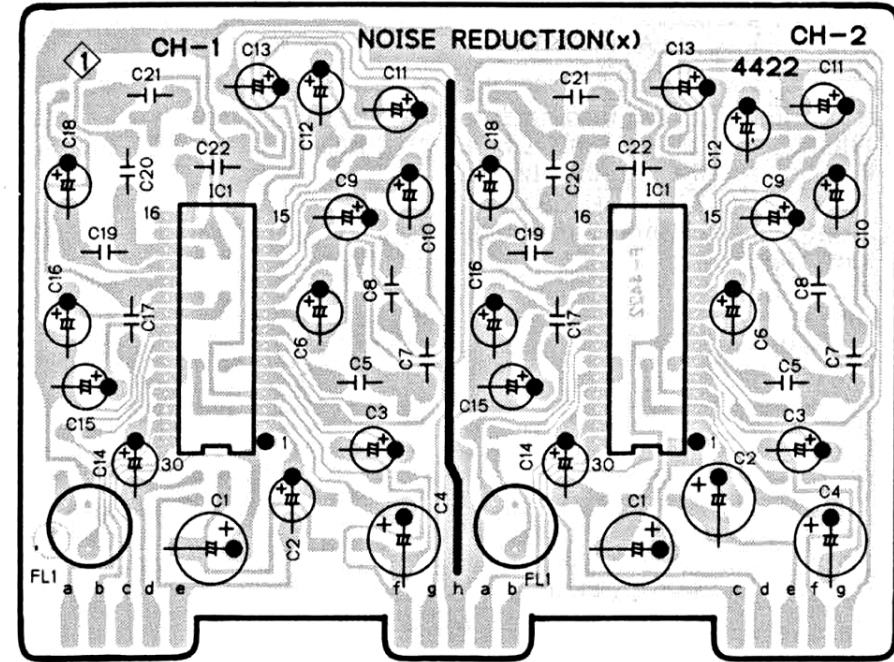 1
CH-1
C13
NOISE REDUCTION(x)
C13
CH-2
4422
C21
C11
C21
C11
C12
C12
C18
C18
C22
C22
C20
C20
IC1
IC1
C9
C9
16
15
16
15
C10
C10
C19
C19
C16
C16
C8
C8
C17
C17
C6
C6
C7
C7
C5
C5
C15
C15
C3
C3
1
1
C14
30
C14
30
C2
C1
C4
C1
C4
C2
FL1
FL1
a b c d e f g h a b c d e f g
F-4422